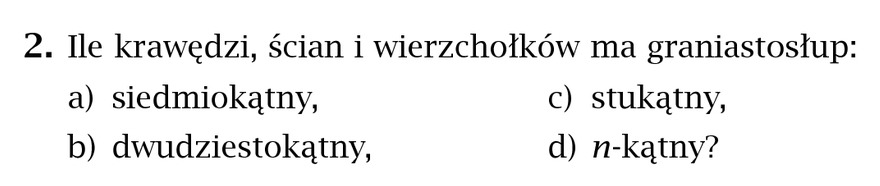 2. Ile krawędzi, ścian i wierzchołków ma graniastosłup:
a) siedmiokątny, c) stukątny,
b) dwudziestokątny, d) n-kątny?